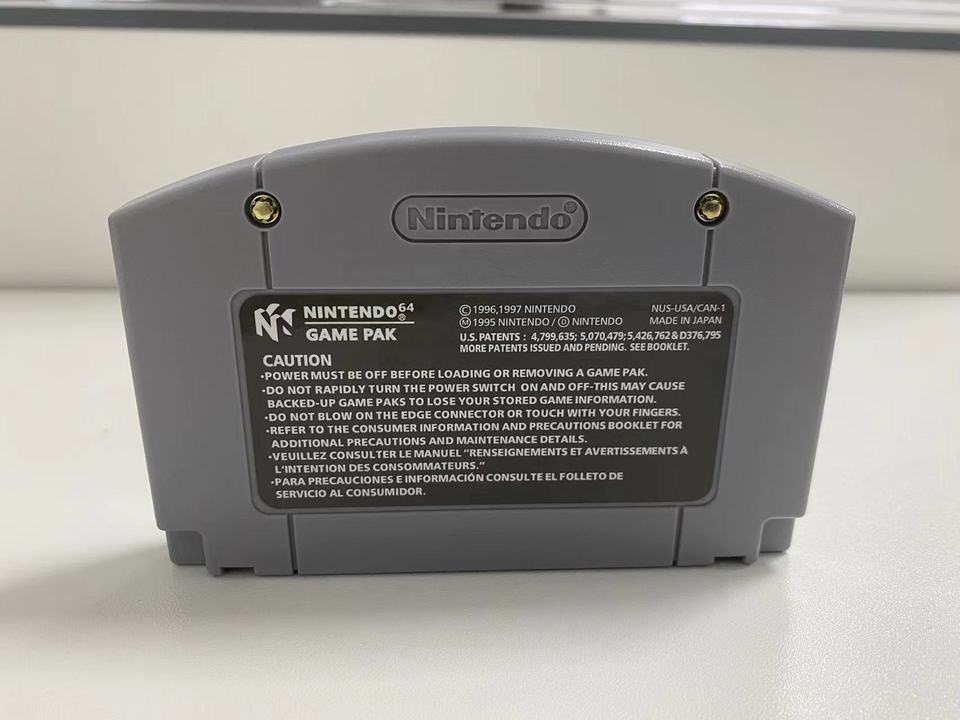 Nintendo®
NINTENDO 64®
GAME PAK
©1996,1997 NINTENDO
Ⓜ1995 NINTENDO / Ⓓ NINTENDO
NUS-USA/CAN-1
MADE IN JAPAN
U.S. PATENTS : 4,799,635; 5,070,479;5,426,762 & D376,795
MORE PATENTS ISSUED AND PENDING. SEE BOOKLET.
CAUTION
•POWER MUST BE OFF BEFORE LOADING OR REMOVING A GAME PAK.
•DO NOT RAPIDLY TURN THE POWER SWITCH ON AND OFF-THIS MAY CAUSE
BACKED-UP GAME PAKS TO LOSE YOUR STORED GAME INFORMATION.
•DO NOT BLOW ON THE EDGE CONNECTOR OR TOUCH WITH YOUR FINGERS.
•REFER TO THE CONSUMER INFORMATION AND PRECAUTIONS BOOKLET FOR
ADDITIONAL PRECAUTIONS AND MAINTENANCE DETAILS.
•VEUILLEZ CONSULTER LE MANUEL "RENSEIGNEMENTS ET AVERTISSEMENTS À
L'INTENTION DES CONSOMMATEURS."
•PARA PRECAUCIONES E INFORMACIÓN CONSULTE EL FOLLETO DE
SERVICIO AL CONSUMIDOR.